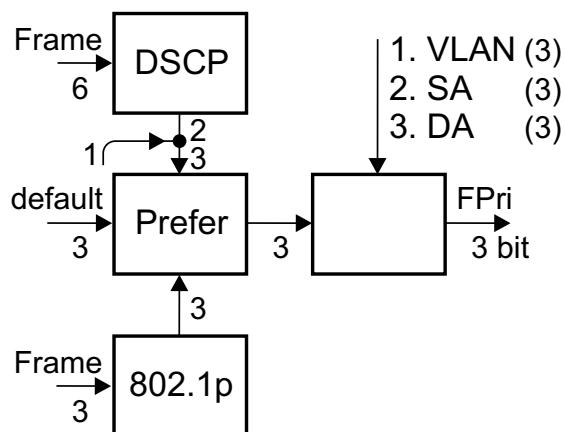 Frame
6
DSCP
1. VLAN (3)
2. SA (3)
3. DA (3)
2
1
3
default
3
Prefer
3
FPri
3 bit
3
Frame
3
802.1p